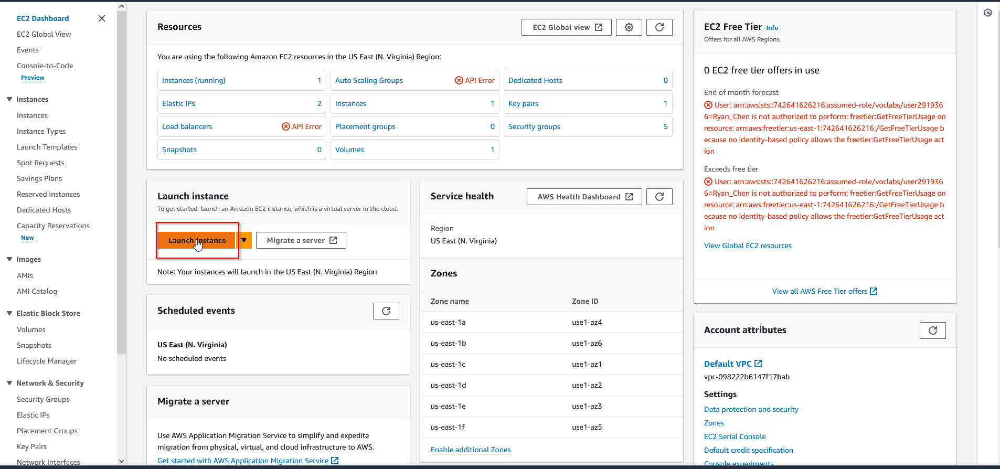 EC2 Dashboard
EC2 Global View
Events
Console-to-Code
Preview
Instances
Instances
Instance Types
Launch Templates
Spot Requests
Savings Plans
Reserved Instances
Dedicated Hosts
Capacity Reservations
New
Images
AMIs
AMI Catalog
Elastic Block Store
Volumes
Snapshots
Lifecycle Manager
Network & Security
Security Groups
Elastic IPs
Placement Groups
Key Pairs
Network Interfaces
Resources
EC2 Global view
You are using the following Amazon EC2 resources in the US East (N. Virginia) Region:
Instances (running) 1
Auto Scaling Groups API Error
Dedicated Hosts 0
Elastic IPs 2
Instances 1
Key pairs 1
Load balancers API Error
Placement groups 0
Security groups 5
Snapshots 0
Volumes 1
Launch instance
To get started, launch an Amazon EC2 instance, which is a virtual server in the cloud.
Launch instance
Migrate a server
Note: Your instances will launch in the US East (N. Virginia) Region
Scheduled events
US East (N. Virginia)
No scheduled events
Migrate a server
Use AWS Application Migration Service to simplify and expedite
migration from physical, virtual, and cloud infrastructure to AWS.
Get started with AWS Application Migration Service
Service health
AWS Health Dashboard
Region
US East (N. Virginia)
Zones
Zone name Zone ID
us-east-1a use1-az4
us-east-1b use1-az6
us-east-1c use1-az1
us-east-1d use1-az2
us-east-1e use1-az3
us-east-1f use1-az5
Enable additional Zones
EC2 Free Tier Info
Offers for all AWS Regions.
0 EC2 free tier offers in use
End of month forecast
User: arn:aws:sts::742641626216:assumed-role/voclabs/user291936
6=Ryan_Chen is not authorized to perform: freetier:GetFreeTierUsage on
resource: arn:aws:freetier:us-east-1:742641626216:/GetFreeTierUsage b
ecause no identity-based policy allows the freetier:GetFreeTierUsage act
ion
Exceeds free tier
User: arn:aws:sts::742641626216:assumed-role/voclabs/user291936
6=Ryan_Chen is not authorized to perform: freetier:GetFreeTierUsage on
resource: arn:aws:freetier:us-east-1:742641626216:/GetFreeTierUsage b
ecause no identity-based policy allows the freetier:GetFreeTierUsage act
ion
View Global EC2 resources
View all AWS Free Tier offers
Account attributes
Default VPC
vpc-098222b6147f17bab
Settings
Data protection and security
Zones
EC2 Serial Console
Default credit specification
Console experiments